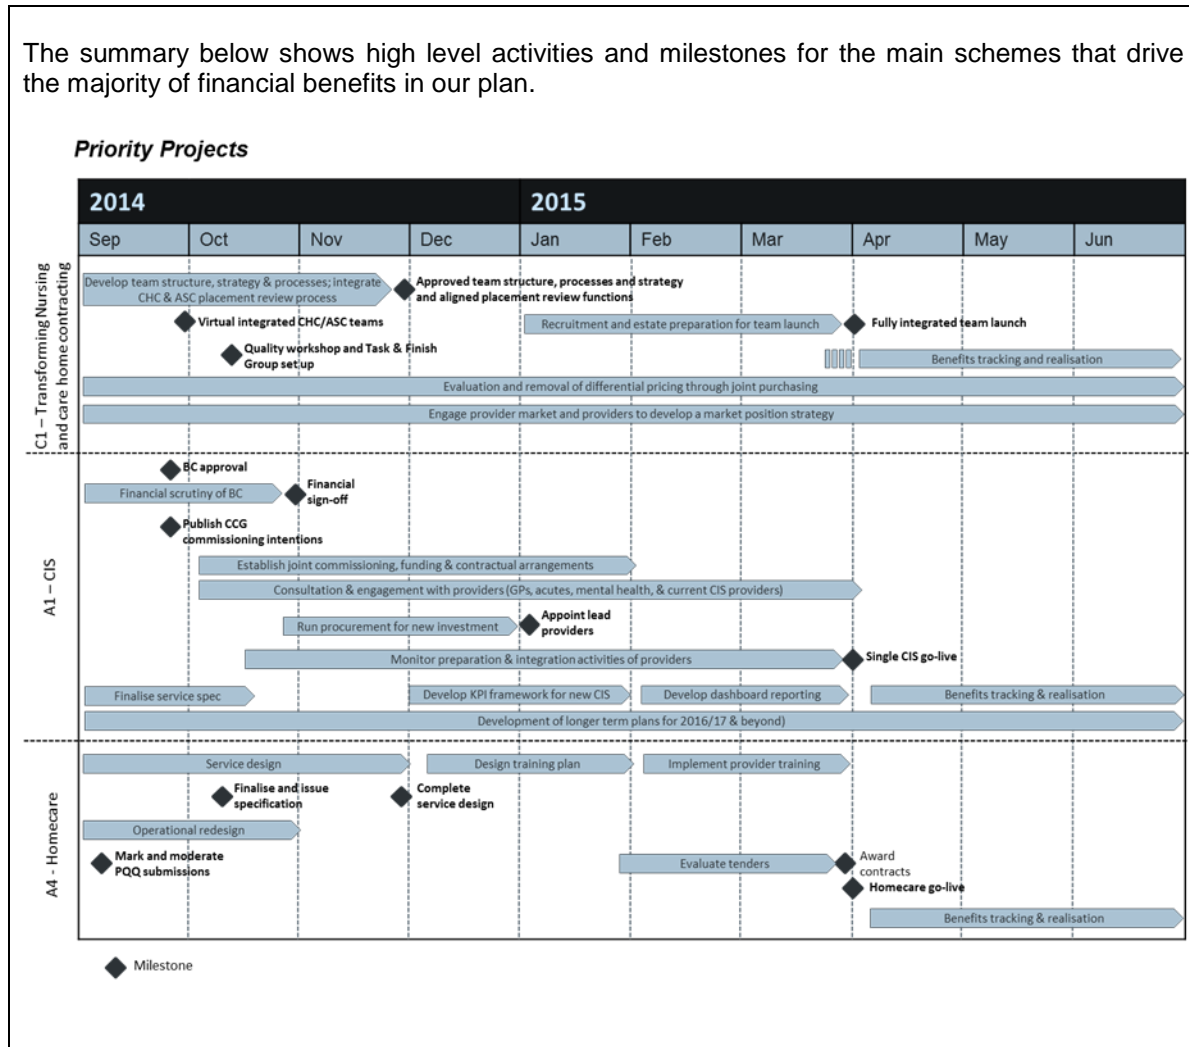 The summary below shows high level activities and milestones for the main schemes that drive
the majority of financial benefits in our plan.
Priority Projects
2014
2015
Sep
Oct
Nov
Dec
Jan
Feb
Mar
Apr
May
Jun
C1 – Transforming Nursing
and care home contracting
Develop team structure, strategy & processes; integrate
CHC & ASC placement review process
Approved team structure, processes and strategy
and aligned placement review functions
Virtual integrated CHC/ASC teams
Recruitment and estate preparation for team launch
Fully integrated team launch
Quality workshop and Task & Finish
Group set up
Benefits tracking and realisation
Evaluation and removal of differential pricing through joint purchasing
Engage provider market and providers to develop a market position strategy
A1 – CIS
BC approval
Financial scrutiny of BC
Financial
sign-off
Publish CCG
commissioning intentions
Establish joint commissioning, funding & contractual arrangements
Consultation & engagement with providers (GPs, acutes, mental health, & current CIS providers)
Run procurement for new investment
Appoint lead
providers
Monitor preparation & integration activities of providers
Single CIS go-live
Finalise service spec
Develop KPI framework for new CIS
Develop dashboard reporting
Benefits tracking & realisation
Development of longer term plans for 2016/17 & beyond)
A4 - Homecare
Service design
Design training plan
Implement provider training
Finalise and issue
specification
Complete
service design
Operational redesign
Mark and moderate
PQQ submissions
Evaluate tenders
Award
contracts
Homecare go-live
Benefits tracking & realisation
Milestone